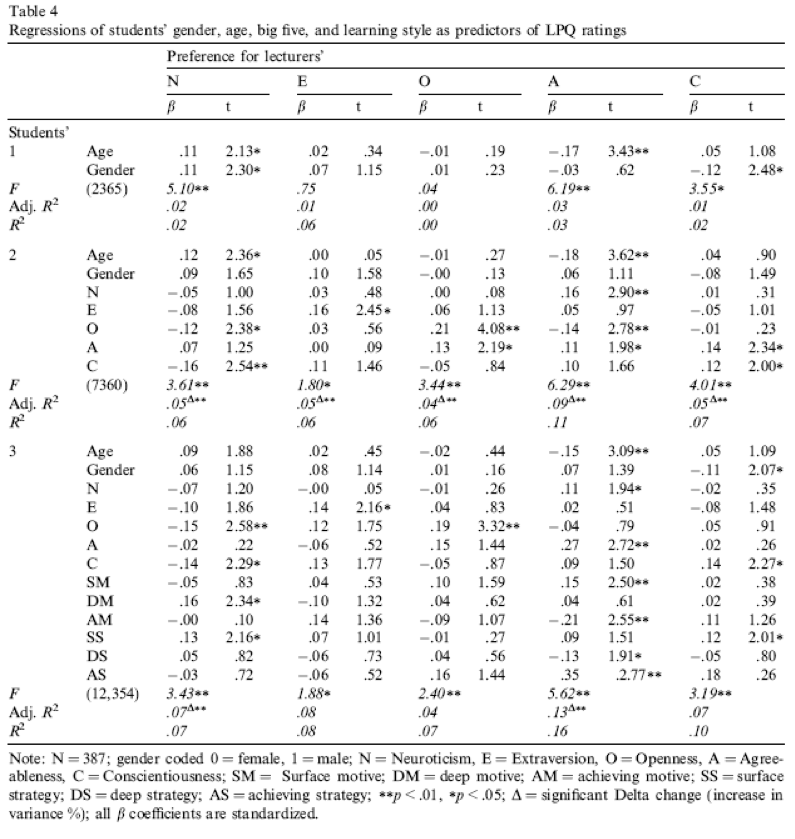 Table 4
Regressions of students' gender, age, big five, and learning style as predictors of LPQ ratings
Preference for lecturers'
N E O A C
β t β t β t β t β t
Students'
1 Age .11 2.13* .02 .34 −.01 .19 −.17 3.43** .05 1.08
Gender .11 2.30* .07 1.15 .01 .23 −.03 .62 −.12 2.48*
F (2365) 5.10** .75 .04 6.19** 3.55*
Adj. R² .02 .01 .00 .03 .01
R² .02 .06 .00 .03 .02
2 Age .12 2.36* .00 .05 −.01 .27 −.18 3.62** .04 .90
Gender .09 1.65 .10 1.58 −.00 .13 .06 1.11 −.08 1.49
N −.05 1.00 .03 .48 .00 .08 .16 2.90** .01 .31
E −.08 1.56 .16 2.45* .06 1.13 .05 .97 −.05 1.01
O −.12 2.38* .03 .56 .21 4.08** −.14 2.78** −.01 .23
A .07 1.25 .00 .09 .13 2.19* .11 1.98* .14 2.34*
C −.16 2.54** .11 1.46 −.05 .84 .10 1.66 .12 2.00*
F (7360) 3.61** 1.80* 3.44** 6.29** 4.01**
Adj. R² .05Δ** .05Δ** .04Δ** .09Δ** .05Δ**
R² .06 .06 .06 .11 .07
3 Age .09 1.88 .02 .45 −.02 .44 −.15 3.09** .05 1.09
Gender .06 1.15 .08 1.14 .01 .16 .07 1.39 −.11 2.07*
N −.07 1.20 −.00 .05 −.01 .26 .11 1.94* −.02 .35
E −.10 1.86 .14 2.16* .04 .83 .02 .51 −.08 1.48
O −.15 2.58** .12 1.75 .19 3.32** −.04 .79 .05 .91
A −.02 .22 −.06 .52 .15 1.44 .27 2.72** .02 .26
C −.14 2.29* .13 1.77 −.05 .87 .09 1.50 .14 2.27*
SM −.05 .83 .04 .53 .10 1.59 .15 2.50** .02 .38
DM .16 2.34* −.10 1.32 .04 .62 .04 .61 .02 .39
AM −.00 .10 .14 1.36 −.09 1.07 −.21 2.55** .11 1.26
SS .13 2.16* .07 1.01 −.01 .27 .09 1.51 .12 2.01*
DS .05 .82 −.06 .73 .04 .56 −.13 1.91* −.05 .80
AS −.03 .72 −.06 .52 .16 1.44 .35 2.77** .18 .26
F (12,354) 3.43** 1.88* 2.40** 5.62** 3.19**
Adj. R² .07Δ** .08 .04 .13Δ** .07
R² .07 .08 .07 .16 .10
Note: N = 387; gender coded 0 = female, 1 = male; N = Neuroticism, E = Extraversion, O = Openness, A = Agree-
ableness, C = Conscientiousness; SM = Surface motive; DM = deep motive; AM = achieving motive; SS = surface
strategy; DS = deep strategy; AS = achieving strategy; **p < .01, *p < .05; Δ = significant Delta change (increase in
variance %); all β coefficients are standardized.